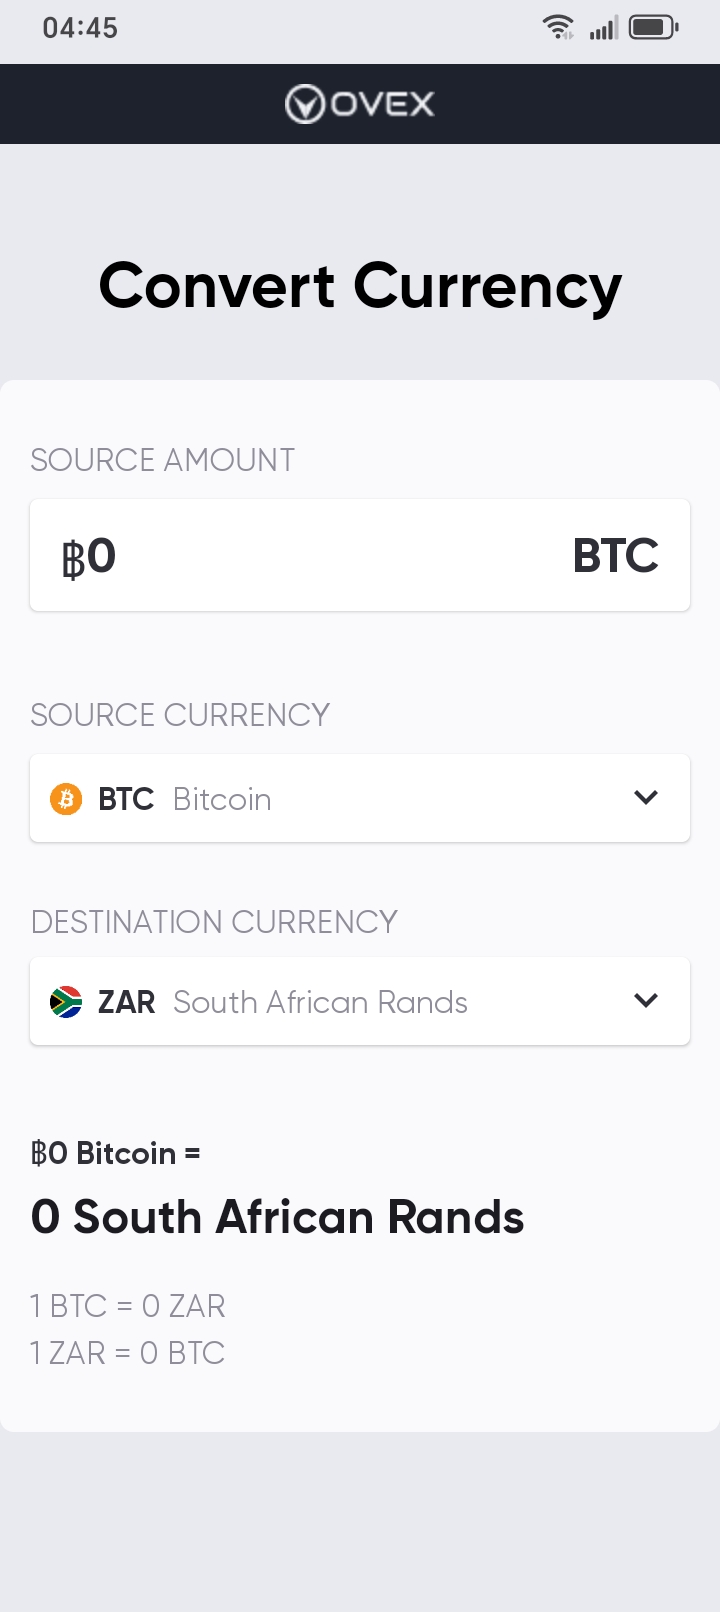 04:45
OVEX
Convert Currency
SOURCE AMOUNT
฿0 BTC
SOURCE CURRENCY
BTC Bitcoin
DESTINATION CURRENCY
ZAR South African Rands
฿0 Bitcoin =
0 South African Rands
1 BTC = 0 ZAR
1 ZAR = 0 BTC